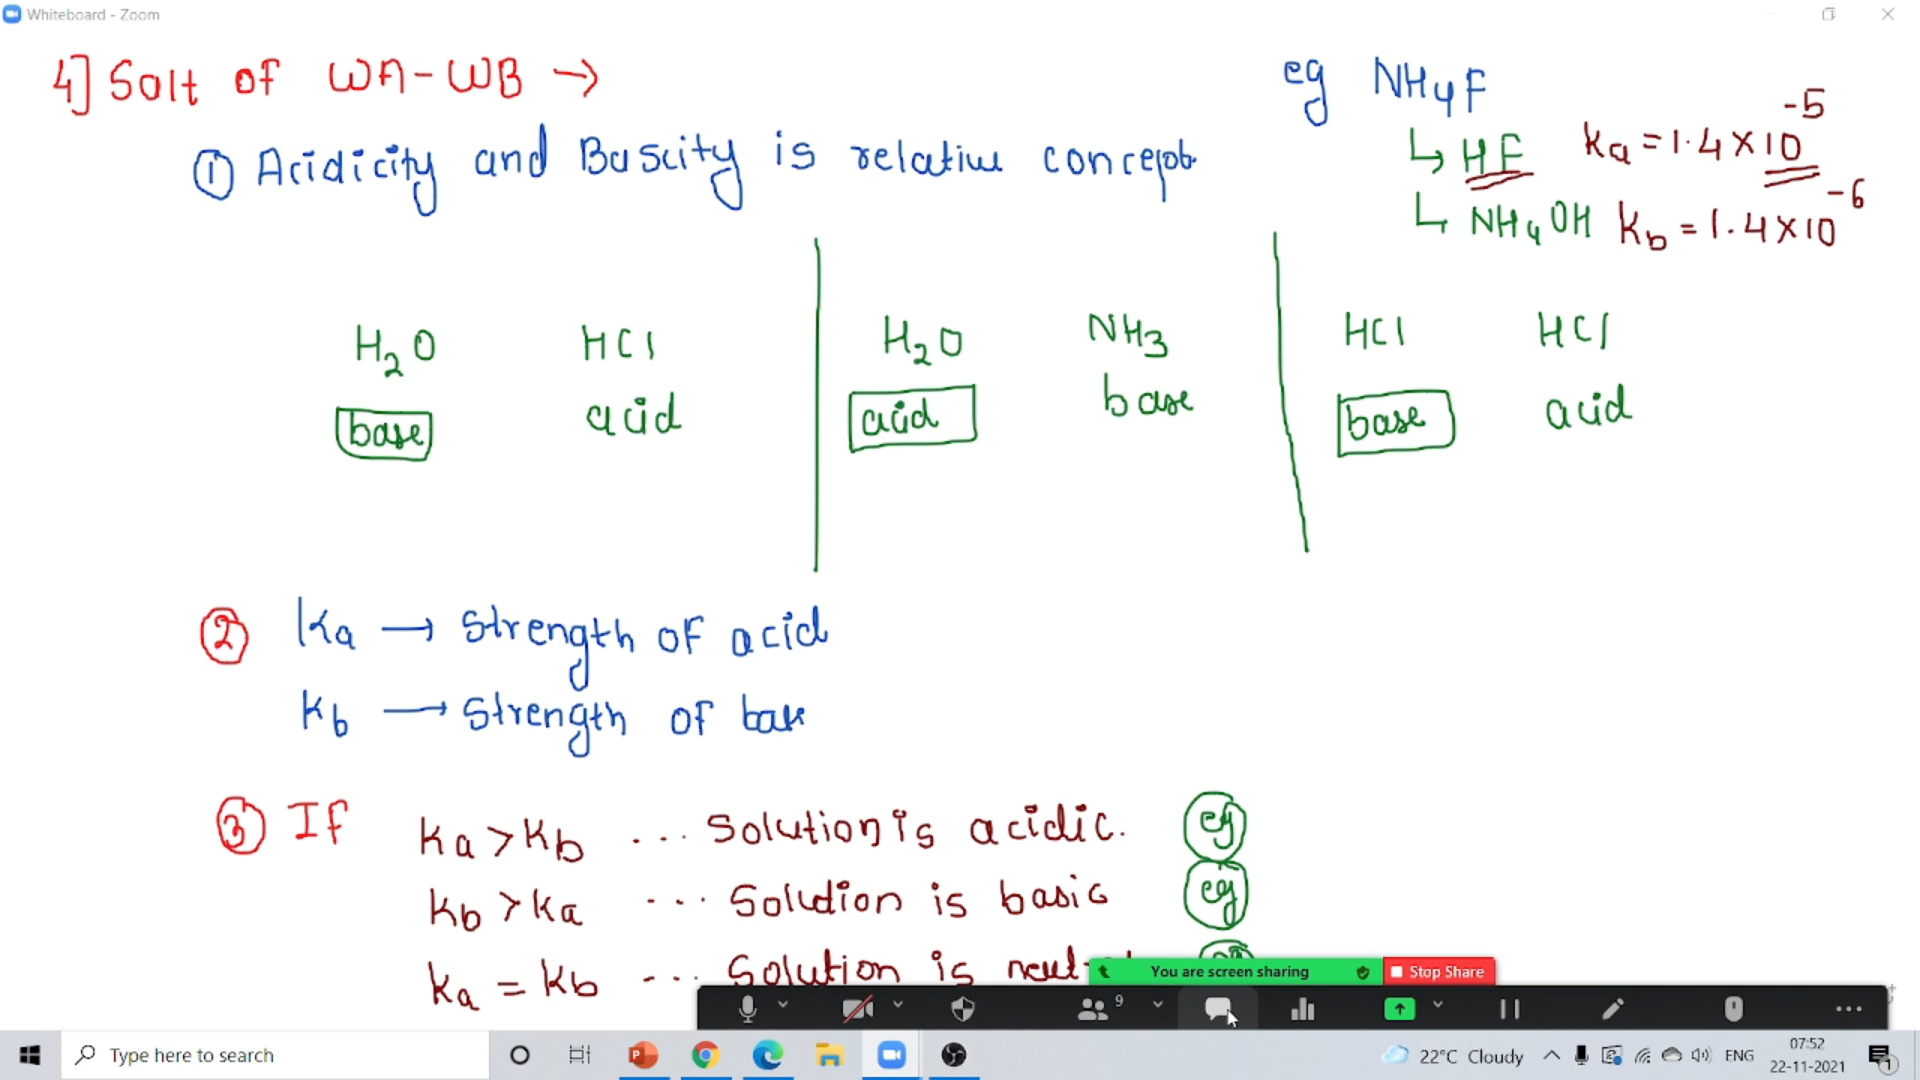 Whiteboard - Zoom
4] Salt of WA-WB →
eg NH4F
① Acidicity and Bascity is relative concept
↳ HF Ka = 1.4 × 10^-5
↳ NH4OH Kb = 1.4 × 10^-6
H2O HCl
base acid
H2O NH3
acid base
HCl HCl
base acid
② Ka → Strength of acid
Kb → Strength of base
③ If Ka > Kb ... Solution is acidic. eg
Kb > Ka ... Solution is basic eg
Ka = Kb ... Solution is
You are screen sharing
Stop Share
9
Type here to search
22°C Cloudy
ENG
07:52
22-11-2021
1